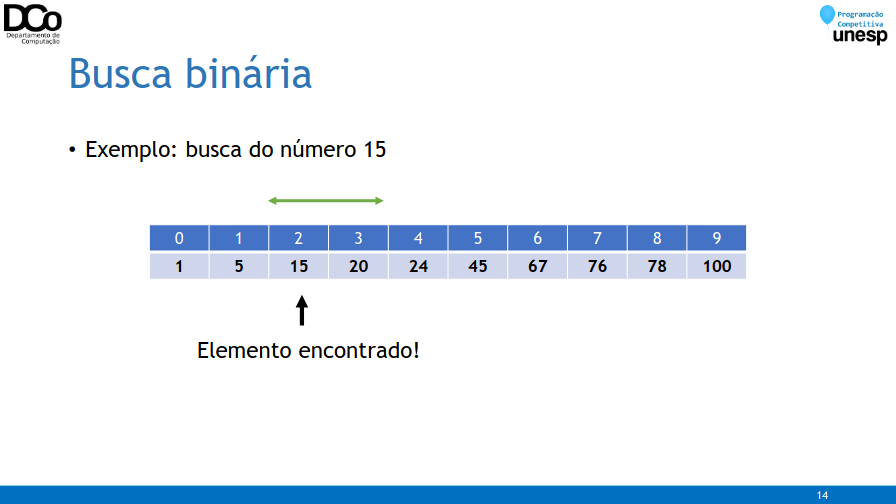 DCo
Departamento de
Computação
Programação
Competitiva
unesp
Busca binária
• Exemplo: busca do número 15
0 1 2 3 4 5 6 7 8 9
1 5 15 20 24 45 67 76 78 100
Elemento encontrado!
14